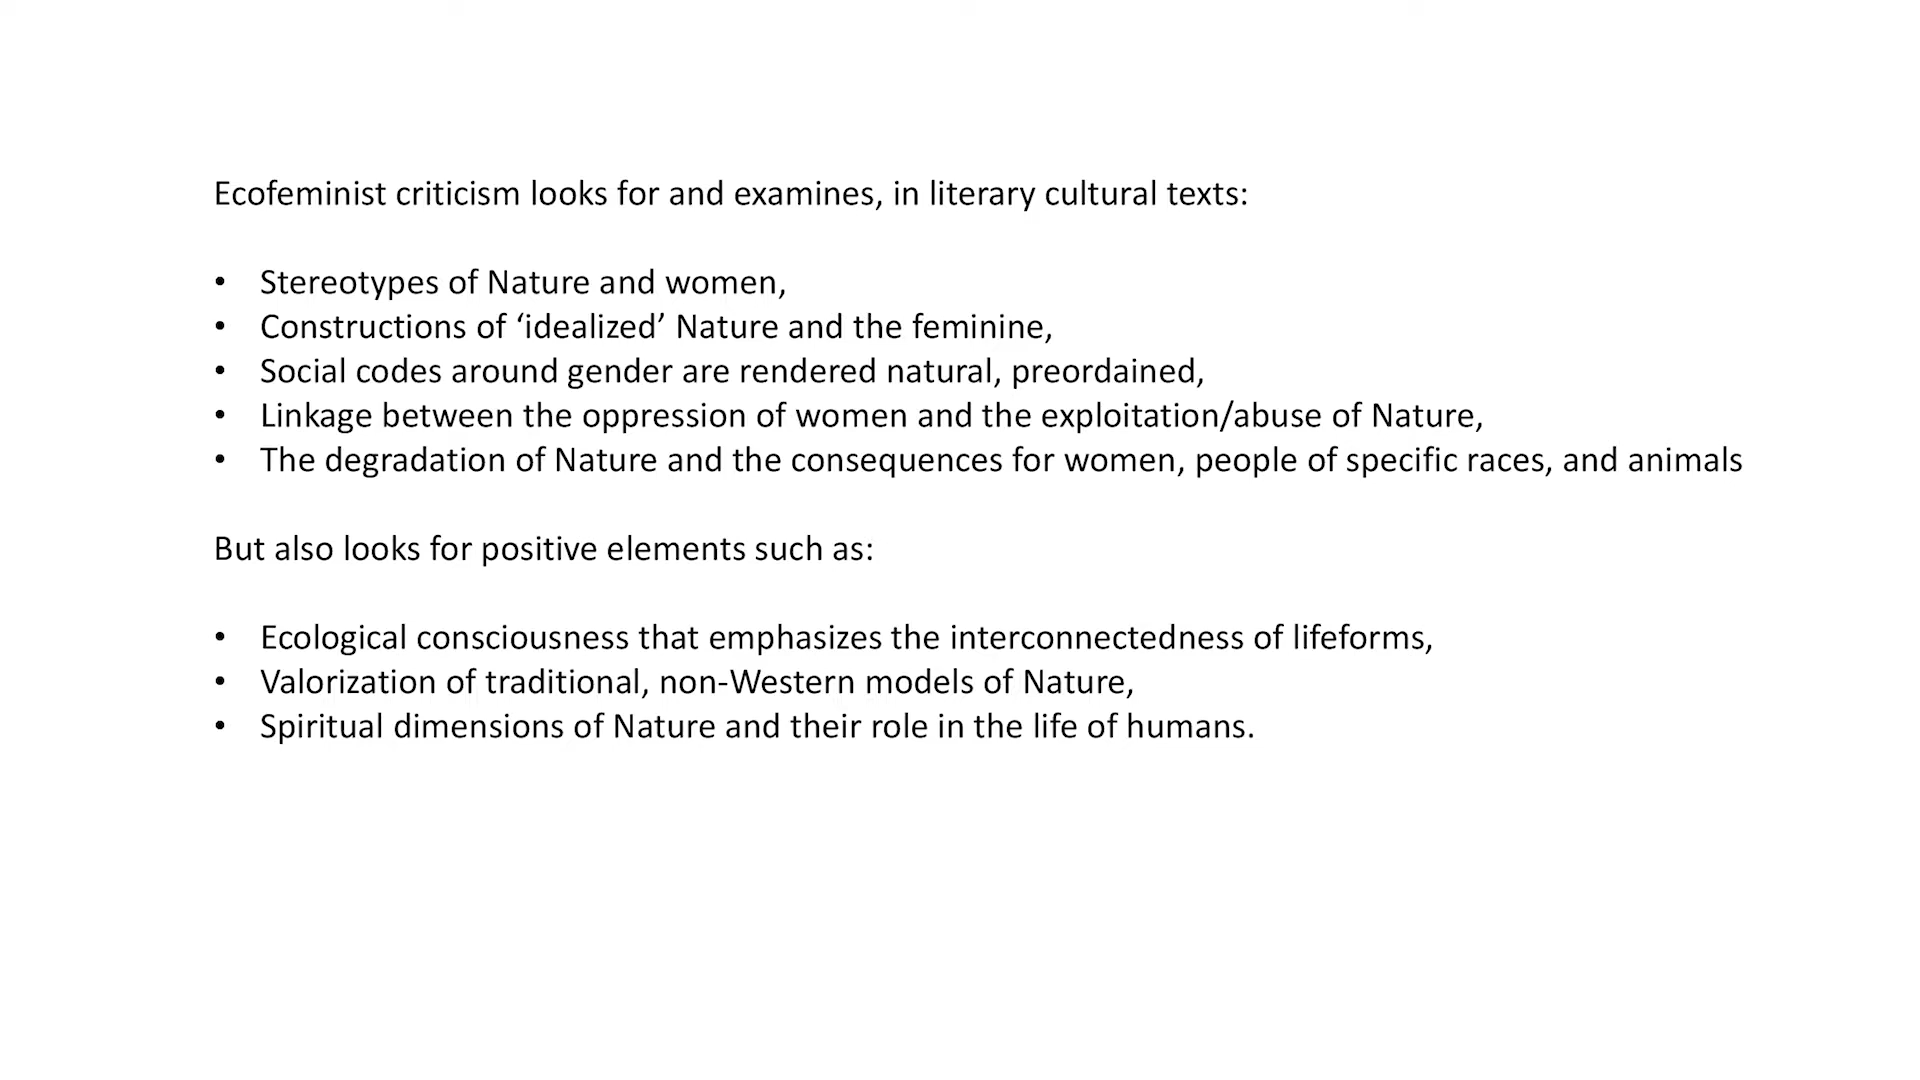 Ecofeminist criticism looks for and examines, in literary cultural texts:
• Stereotypes of Nature and women,
• Constructions of ‘idealized’ Nature and the feminine,
• Social codes around gender are rendered natural, preordained,
• Linkage between the oppression of women and the exploitation/abuse of Nature,
• The degradation of Nature and the consequences for women, people of specific races, and animals
But also looks for positive elements such as:
• Ecological consciousness that emphasizes the interconnectedness of lifeforms,
• Valorization of traditional, non-Western models of Nature,
• Spiritual dimensions of Nature and their role in the life of humans.